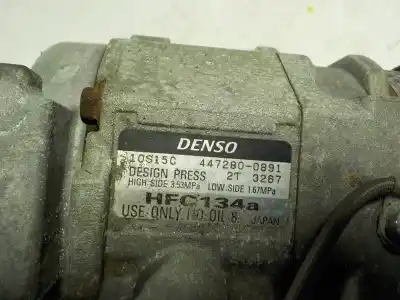 DENSO
10S15C 447280-0891
DESIGN PRESS 2T 3267
HIGH SIDE 3.53MPa LOW SIDE 1.67MPa
HFC134a
USE ONLY ND-OIL 8. JAPAN